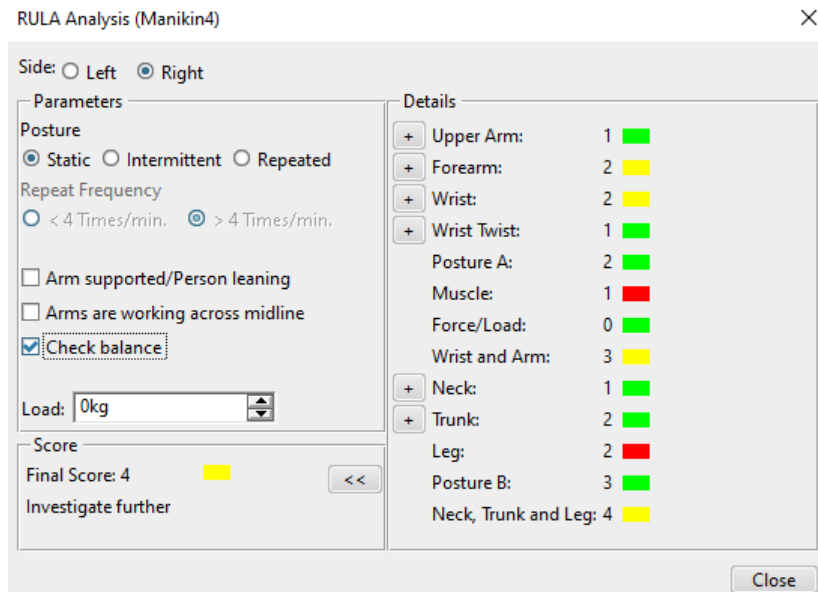 RULA Analysis (Manikin4)
Side: Left Right
Parameters
Posture
Static Intermittent Repeated
Repeat Frequency
< 4 Times/min. > 4 Times/min.
Arm supported/Person leaning
Arms are working across midline
Check balance
Load: 0kg
Score
Final Score: 4
<<
Investigate further
Details
+ Upper Arm: 1
+ Forearm: 2
+ Wrist: 2
+ Wrist Twist: 1
Posture A: 2
Muscle: 1
Force/Load: 0
Wrist and Arm: 3
+ Neck: 1
+ Trunk: 2
Leg: 2
Posture B: 3
Neck, Trunk and Leg: 4
Close